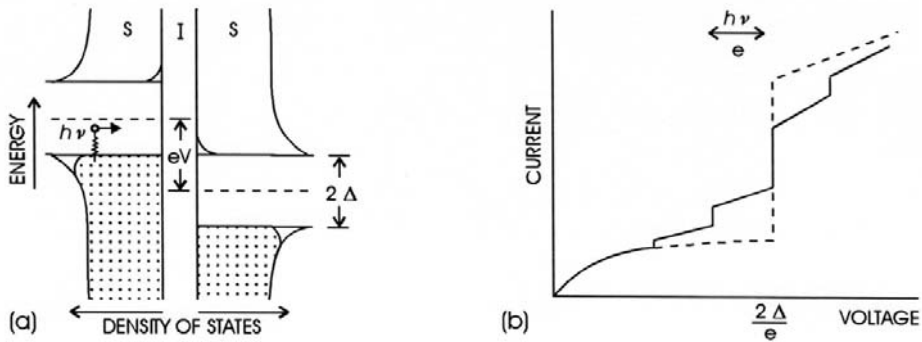 S I S
ENERGY
hν
eV
2 Δ
(a)
DENSITY OF STATES
hν
e
CURRENT
2 Δ
e
VOLTAGE
(b)